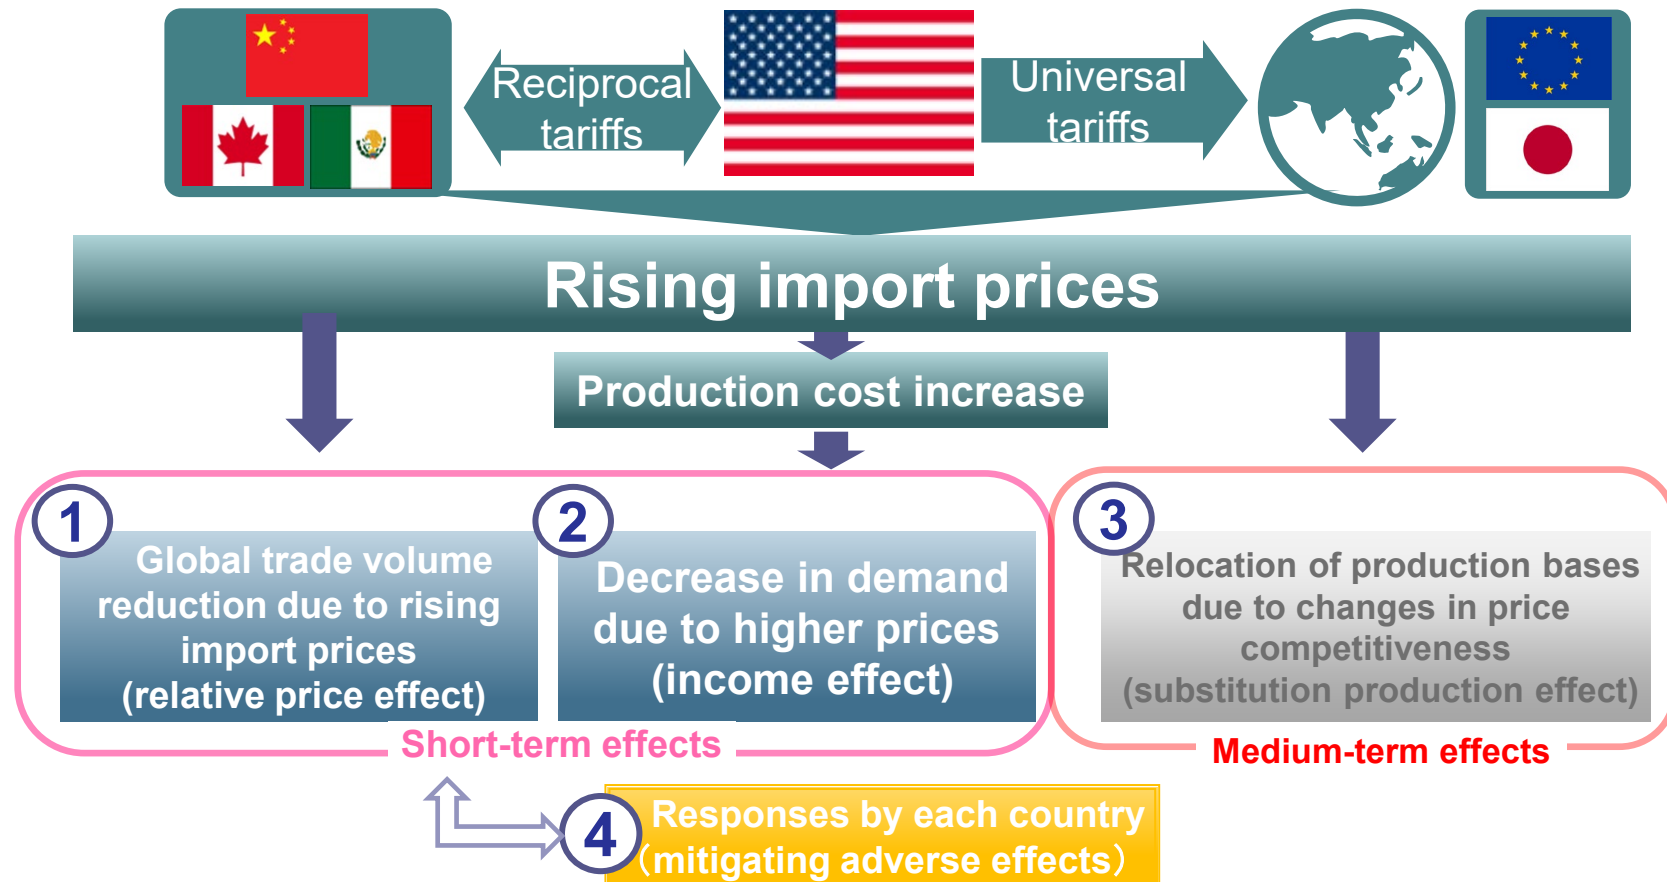 Reciprocal
tariffs
Universal
tariffs
Rising import prices
Production cost increase
1
Global trade volume
reduction due to rising
import prices
(relative price effect)
2
Decrease in demand
due to higher prices
(income effect)
3
Relocation of production bases
due to changes in price
competitiveness
(substitution production effect)
Short-term effects
Medium-term effects
4
Responses by each country
（mitigating adverse effects）